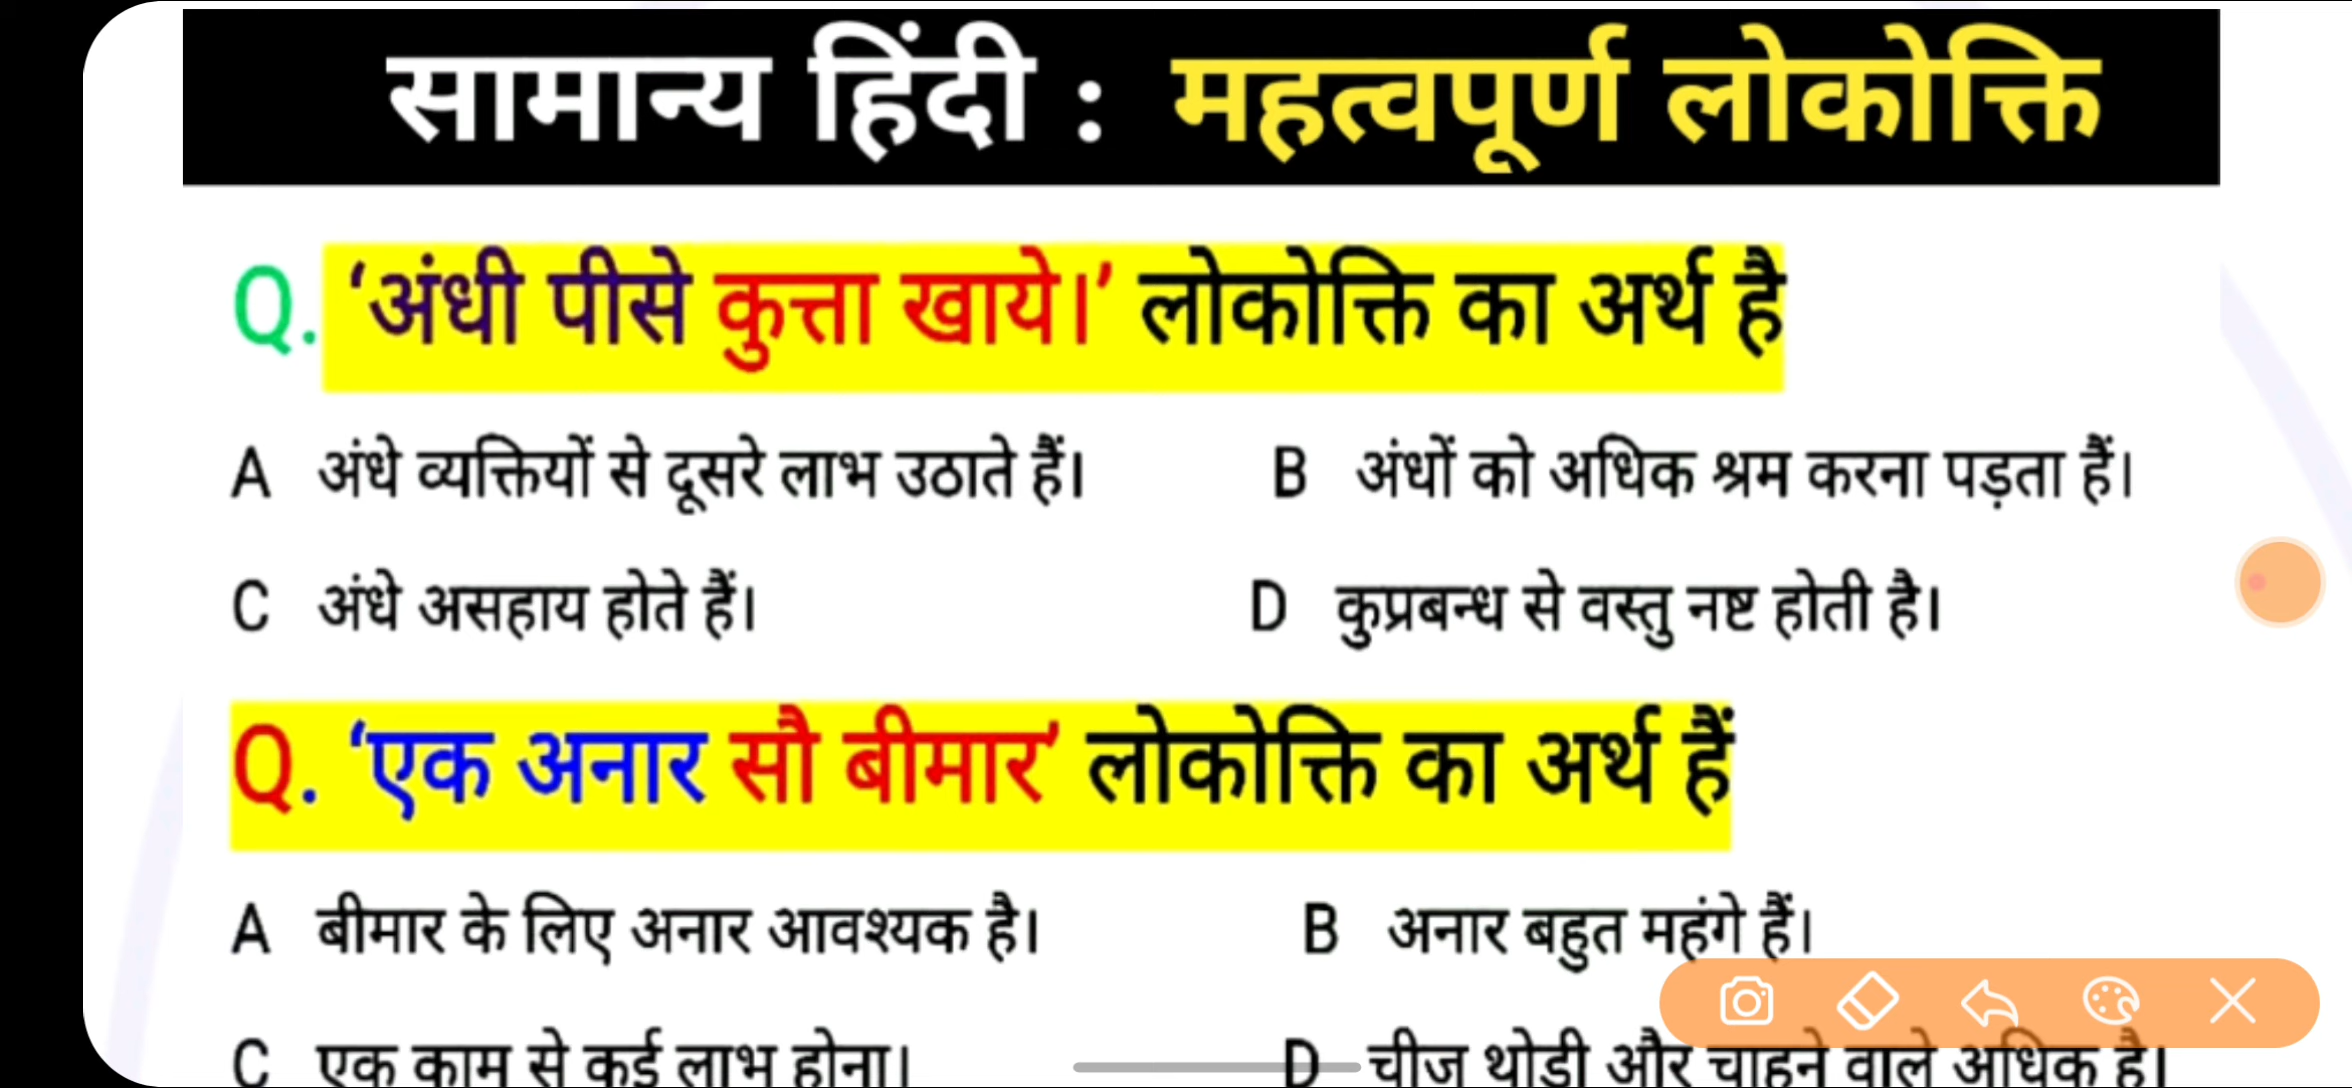 सामान्य हिंदी : महत्वपूर्ण लोकोक्ति
Q. ‘अंधी पीसे कुत्ता खाये।’ लोकोक्ति का अर्थ है
A अंधे व्यक्तियों से दूसरे लाभ उठाते हैं। B अंधों को अधिक श्रम करना पड़ता हैं।
C अंधे असहाय होते हैं। D कुप्रबन्ध से वस्तु नष्ट होती है।
Q. ‘एक अनार सौ बीमार’ लोकोक्ति का अर्थ हैं
A बीमार के लिए अनार आवश्यक है। B अनार बहुत महंगे हैं।
C एक काम से कई लाभ होना। D चीज थोडी और चाहने वाले अधिक है।